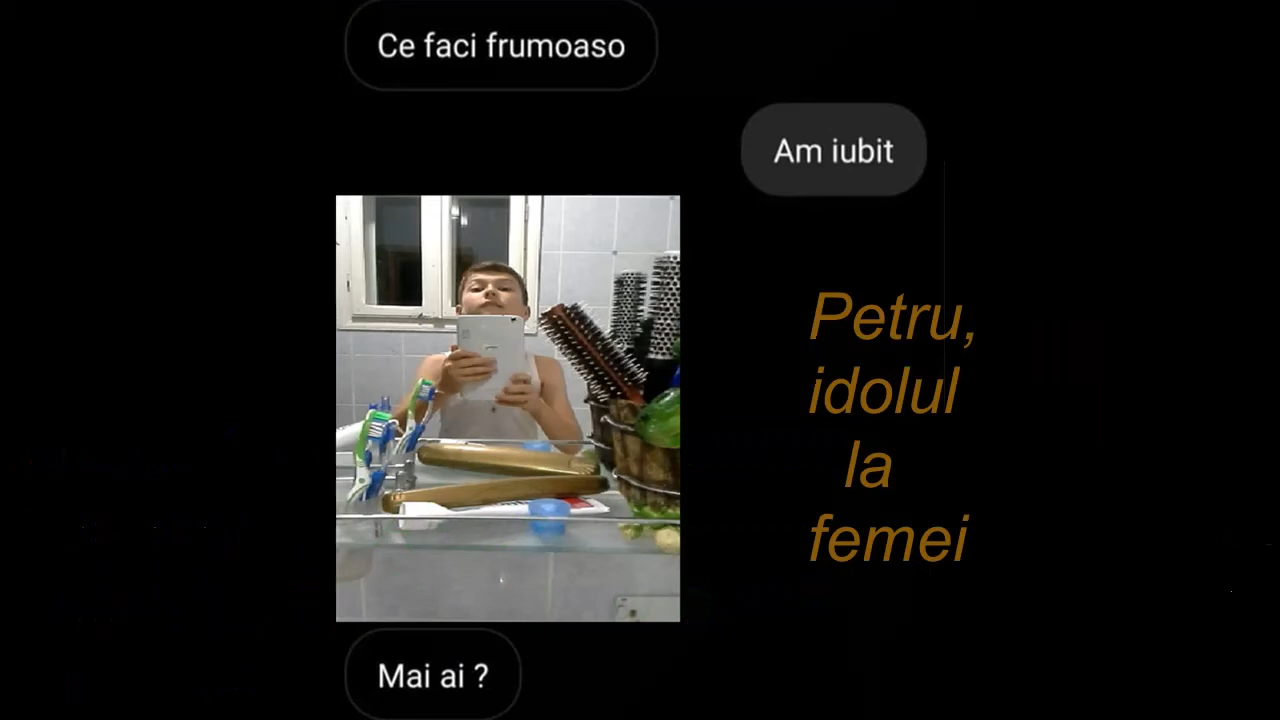 Ce faci frumoaso
Am iubit
Petru,
idolul
la
femei
Mai ai ?